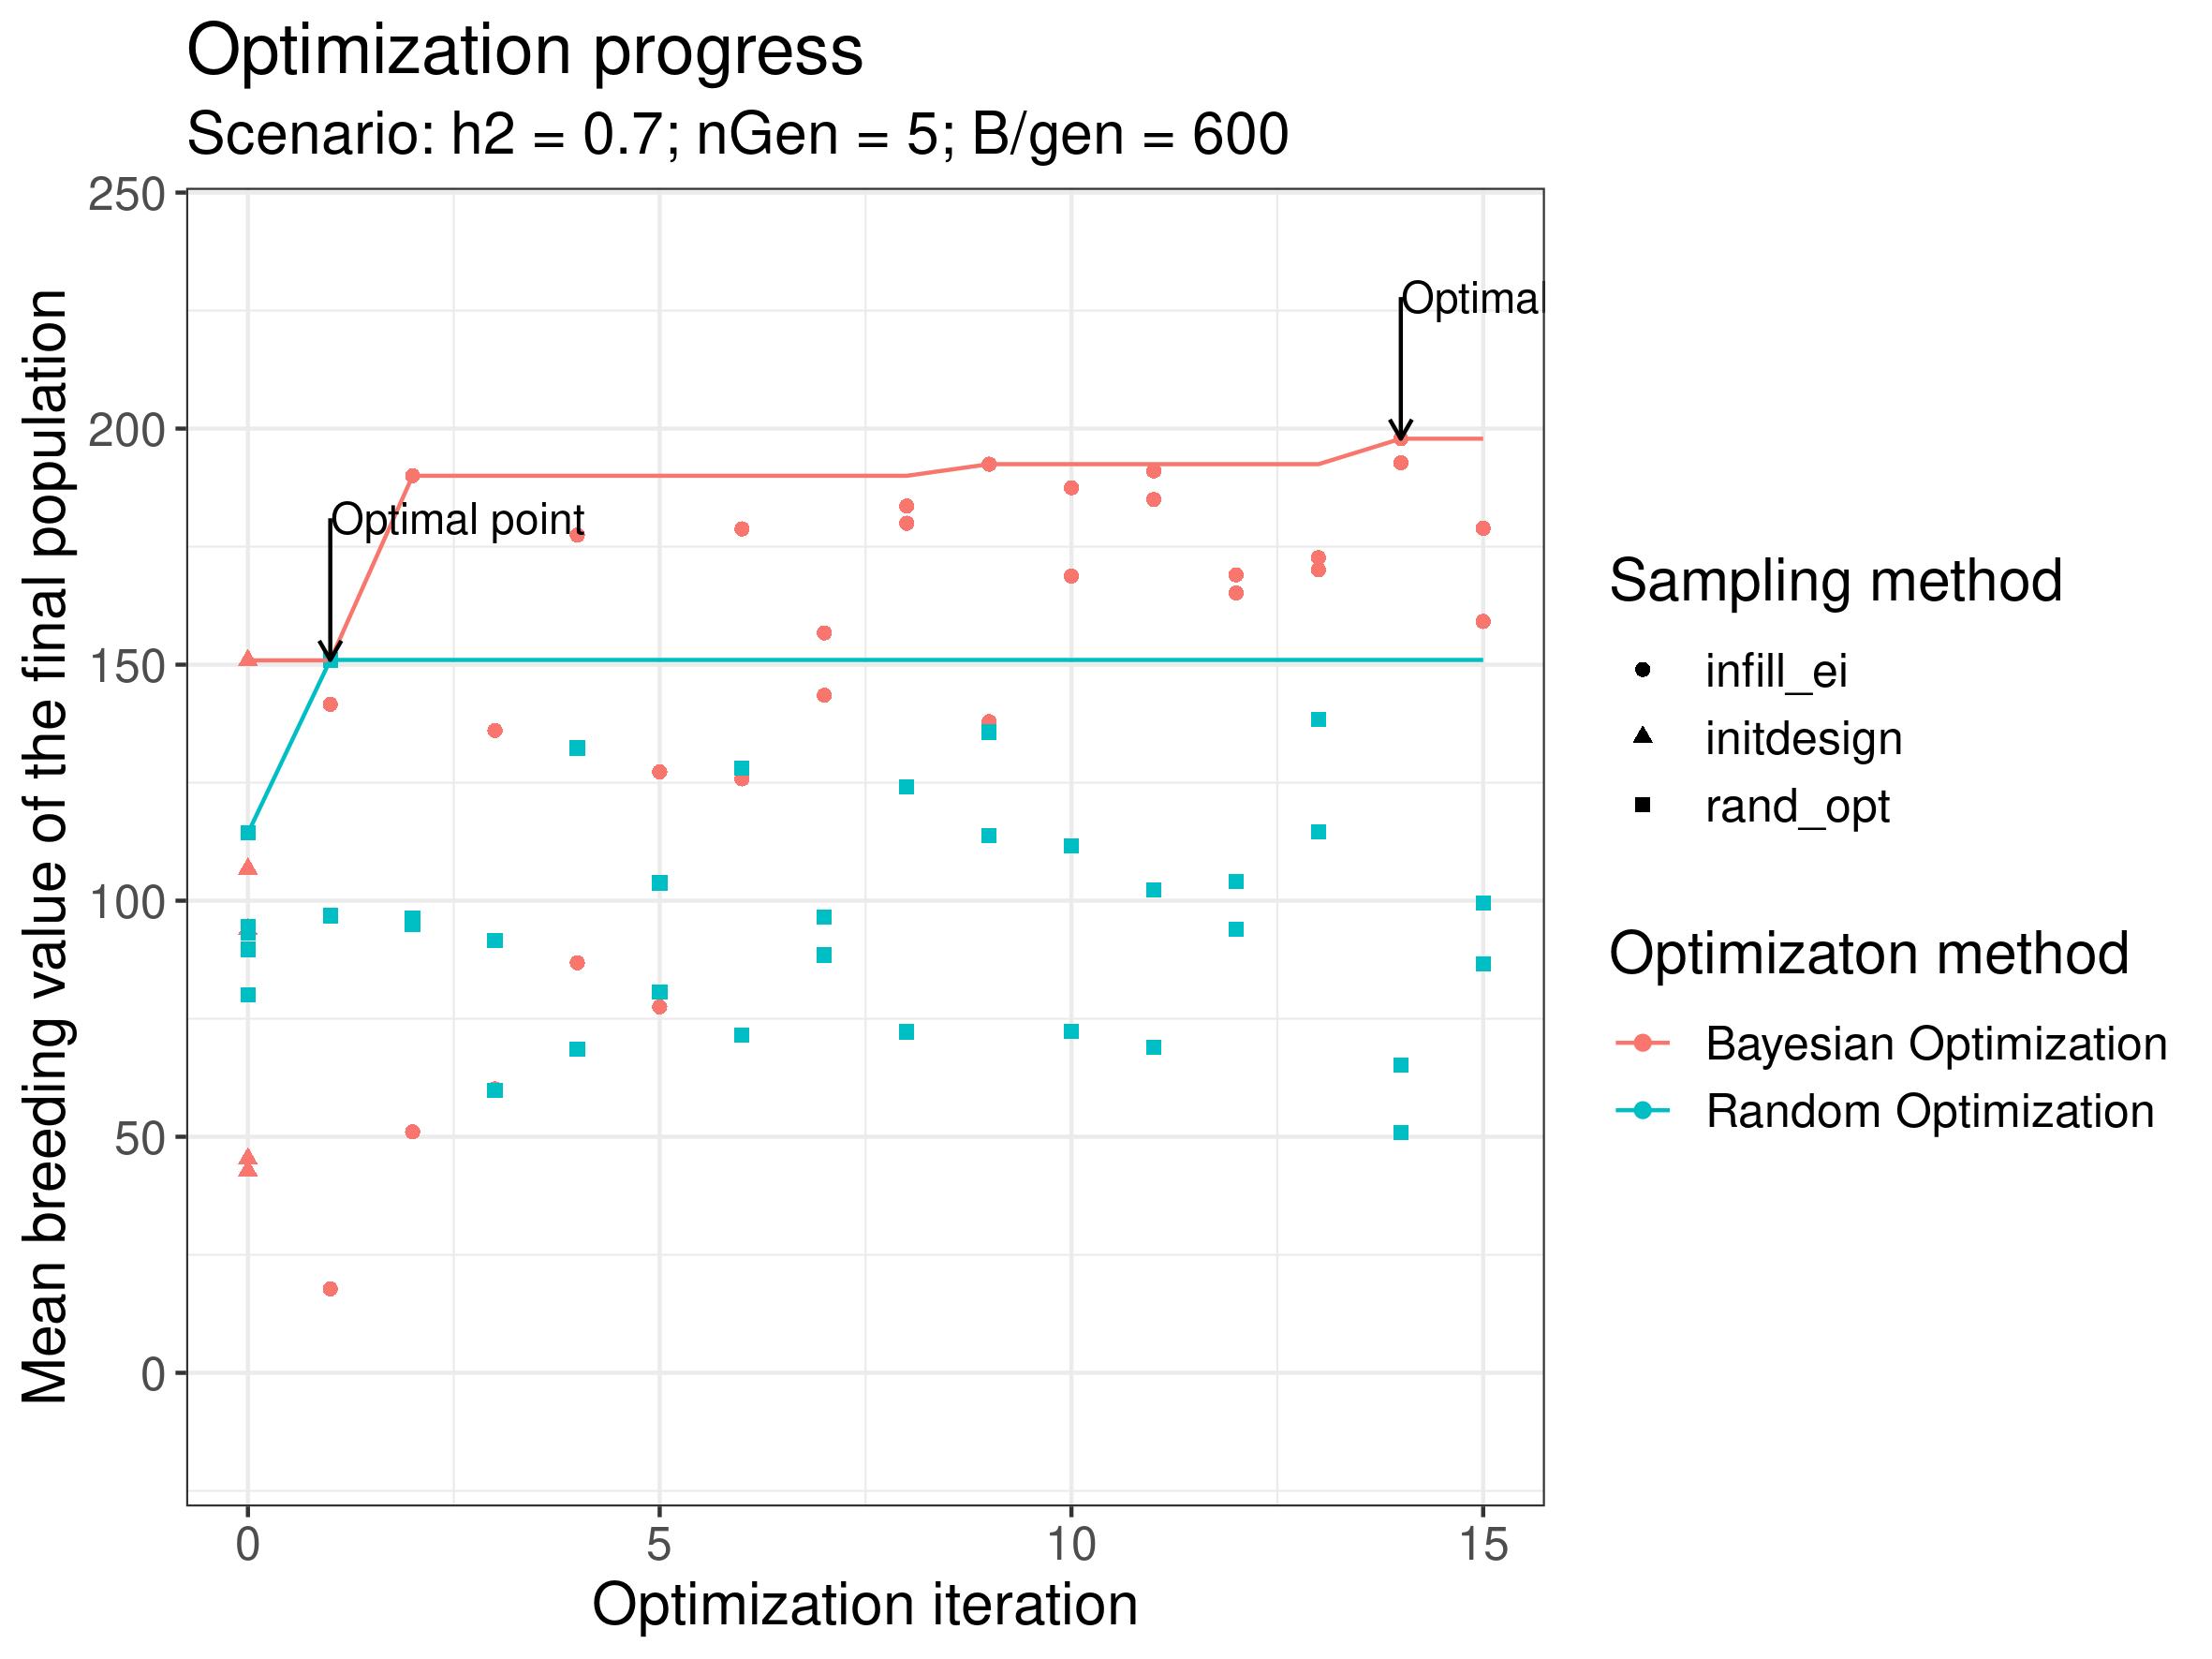 Optimization progress
Scenario: h2 = 0.7; nGen = 5; B/gen = 600
Mean breeding value of the final population
250
200
150
100
50
0
Optimal
Optimal point
0
5
10
15
Optimization iteration
Sampling method
infill_ei
initdesign
rand_opt
Optimizaton method
Bayesian Optimization
Random Optimization